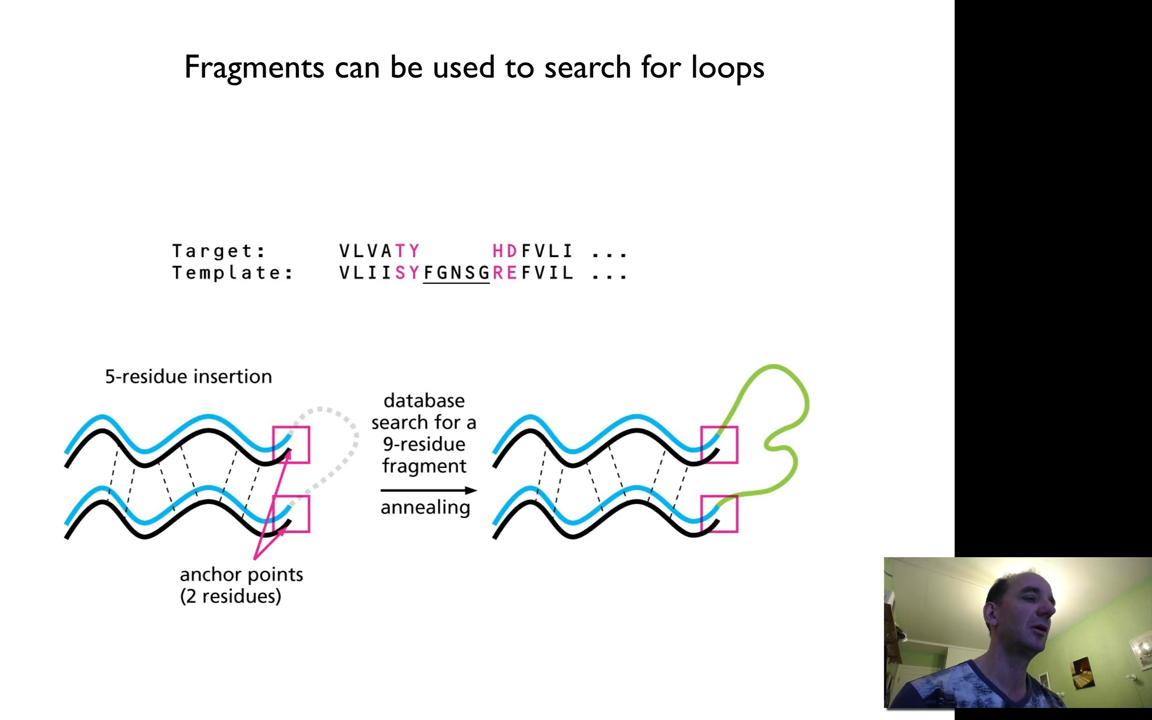 Fragments can be used to search for loops
Target: VLVATY HDFVLI ...
Template: VLIISYFGNSGREFVIL ...
5-residue insertion
database
search for a
9-residue
fragment
annealing
anchor points
(2 residues)